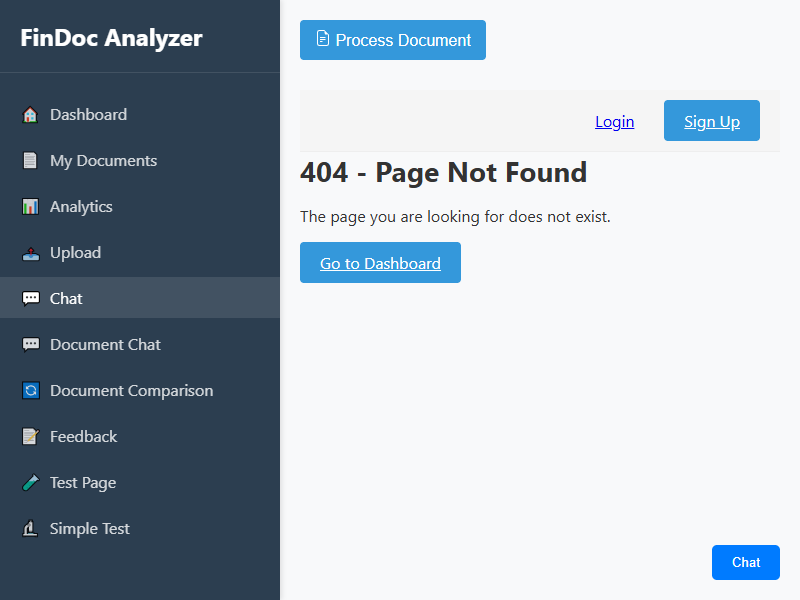 FinDoc Analyzer
Dashboard
My Documents
Analytics
Upload
Chat
Document Chat
Document Comparison
Feedback
Test Page
Simple Test
Process Document
Login
Sign Up
404 - Page Not Found
The page you are looking for does not exist.
Go to Dashboard
Chat